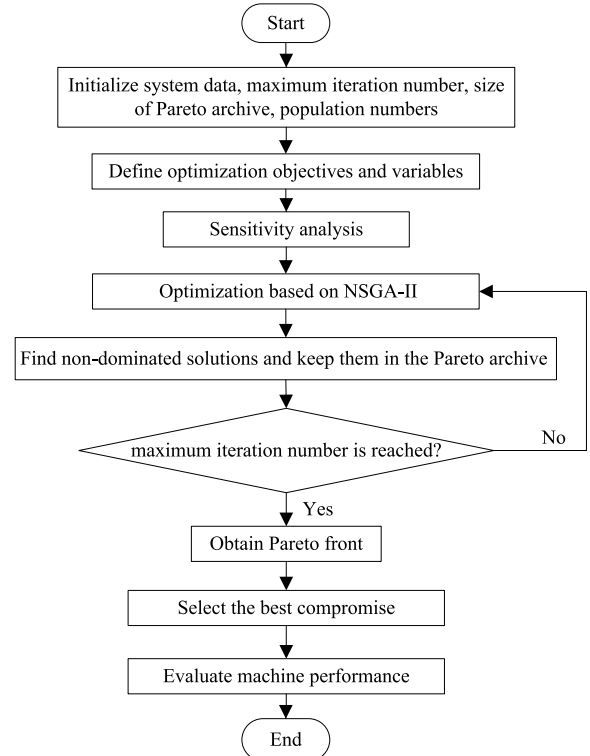 Start
Initialize system data, maximum iteration number, size
of Pareto archive, population numbers
Define optimization objectives and variables
Sensitivity analysis
Optimization based on NSGA-II
Find non-dominated solutions and keep them in the Pareto archive
maximum iteration number is reached?
No
Yes
Obtain Pareto front
Select the best compromise
Evaluate machine performance
End